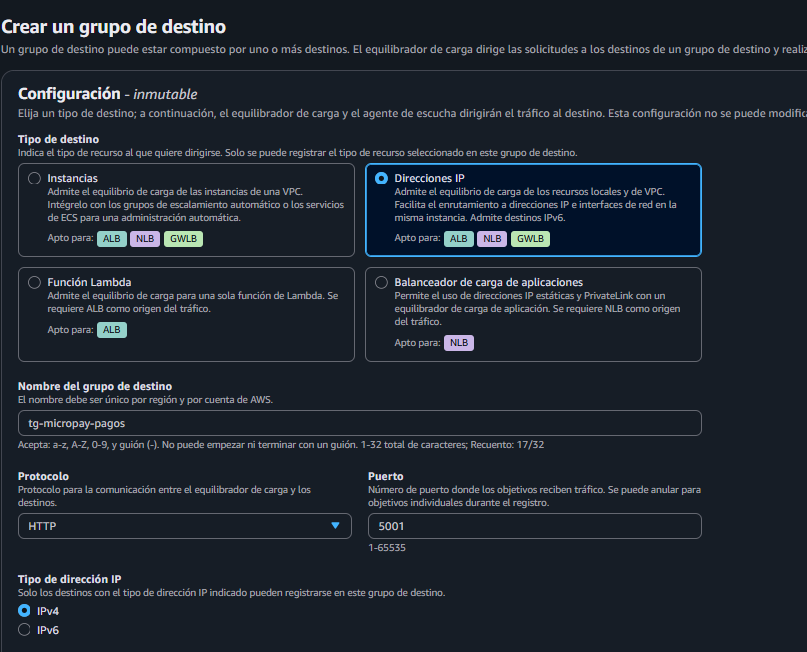 Crear un grupo de destino
Un grupo de destino puede estar compuesto por uno o más destinos. El equilibrador de carga dirige las solicitudes a los destinos de un grupo de destino y
Configuración - inmutable
Elija un tipo de destino; a continuación, el equilibrador de carga y el agente de escucha dirigirán el tráfico al destino. Esta configuración no se puede
Tipo de destino
Indica el tipo de recurso al que quiere dirigirse. Solo se puede registrar el tipo de recurso seleccionado en este grupo de destino.
Instancias
Admite el equilibrio de carga de las instancias de una VPC.
Intégrelo con los grupos de escalamiento automático o los servicios
de ECS para una administración automática.
Apto para: ALB NLB GWLB
Direcciones IP
Admite el equilibrio de carga de los recursos locales y de VPC.
Facilita el enrutamiento a direcciones IP e interfaces de red en la
misma instancia. Admite destinos IPv6.
Apto para: ALB NLB GWLB
Función Lambda
Admite el equilibrio de carga para una sola función de Lambda. Se
requiere ALB como origen del tráfico.
Apto para: ALB
Balanceador de carga de aplicaciones
Permite el uso de direcciones IP estáticas y PrivateLink con un
equilibrador de carga de aplicación. Se requiere NLB como origen
del tráfico.
Apto para: NLB
Nombre del grupo de destino
El nombre debe ser único por región y por cuenta de AWS.
tg-micropay-pagos
Acepta: a-z, A-Z, 0-9, y guión (-). No puede empezar ni terminar con un guión. 1-32 total de caracteres; Recuento: 17/32
Protocolo
Protocolo para la comunicación entre el equilibrador de carga y los
destinos.
HTTP
Puerto
Número de puerto donde los objetivos reciben tráfico. Se puede anular para
objetivos individuales durante el registro.
5001
1-65535
Tipo de dirección IP
Solo los destinos con el tipo de dirección IP indicado pueden registrarse en este grupo de destino.
IPv4
IPv6